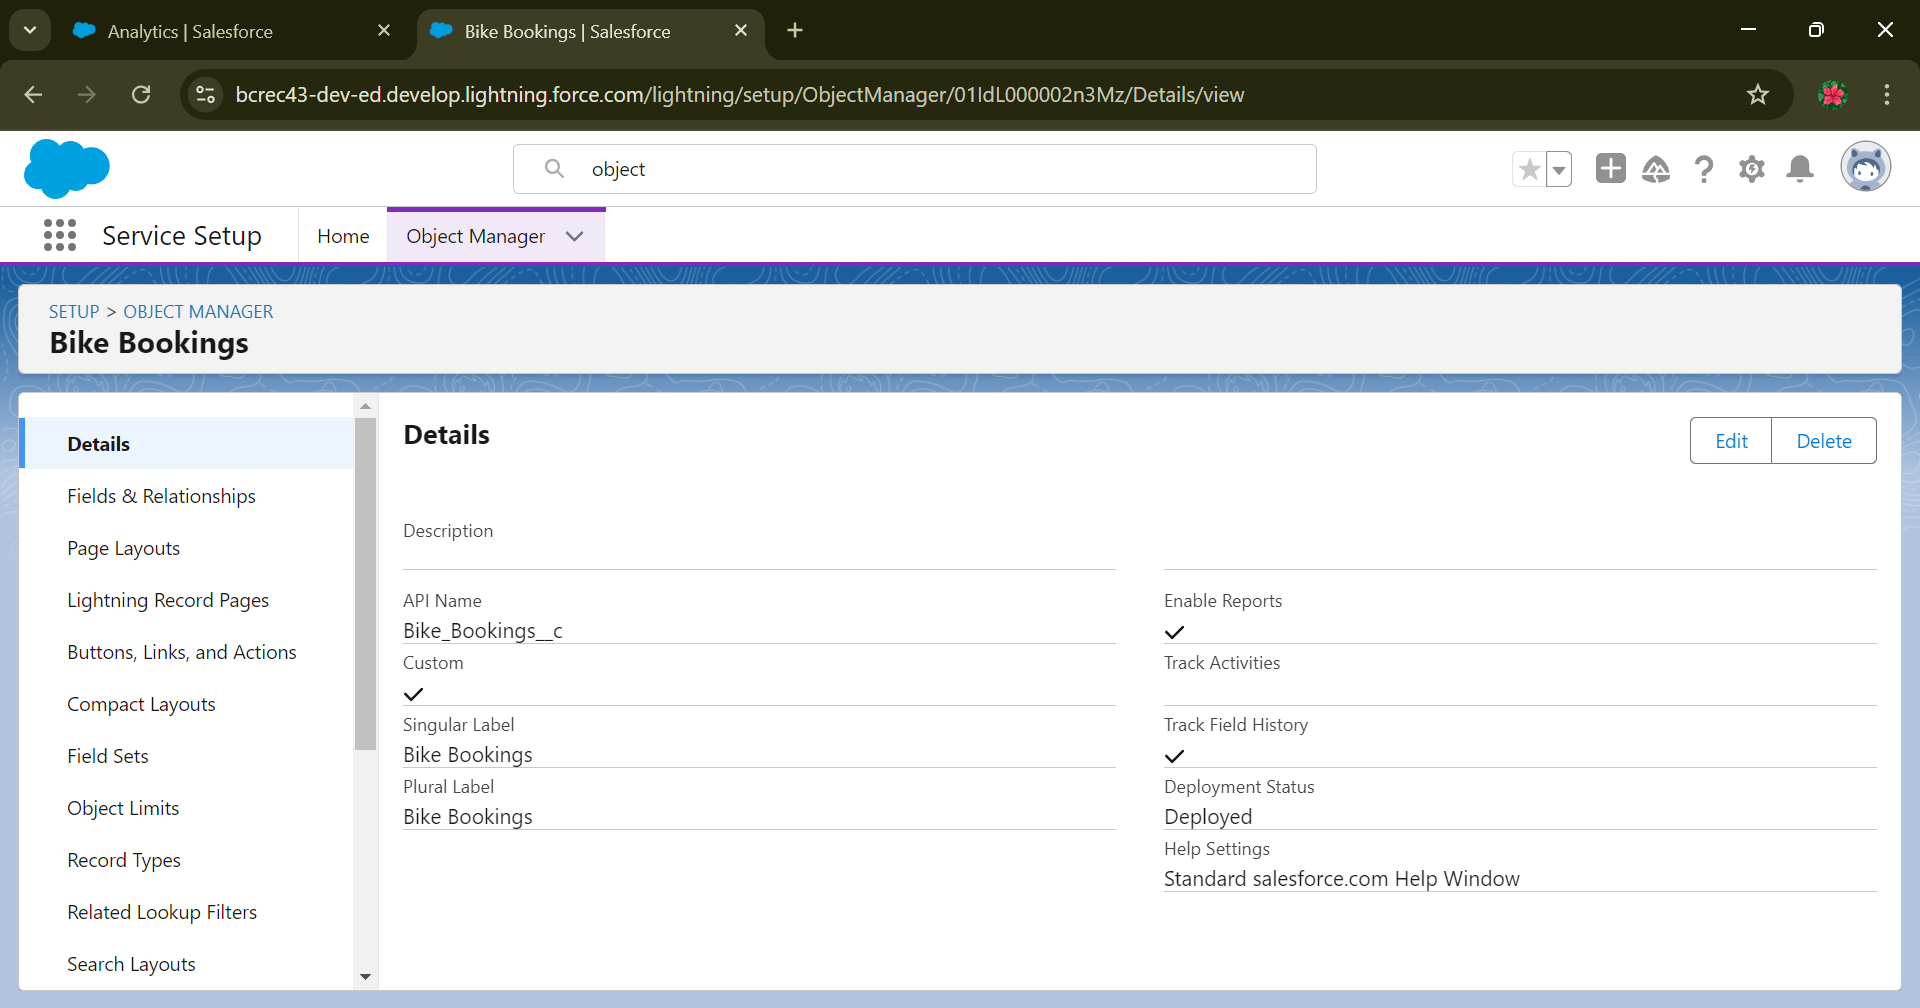 Analytics | Salesforce
Bike Bookings | Salesforce
bcrec43-dev-ed.develop.lightning.force.com/lightning/setup/ObjectManager/01IdL000002n3Mz/Details/view
object
Service Setup
Home
Object Manager
SETUP > OBJECT MANAGER
Bike Bookings
Details
Fields & Relationships
Page Layouts
Lightning Record Pages
Buttons, Links, and Actions
Compact Layouts
Field Sets
Object Limits
Record Types
Related Lookup Filters
Search Layouts
Details
Edit
Delete
Description
API Name
Bike_Bookings__c
Custom
Singular Label
Bike Bookings
Plural Label
Bike Bookings
Enable Reports
Track Activities
Track Field History
Deployment Status
Deployed
Help Settings
Standard salesforce.com Help Window